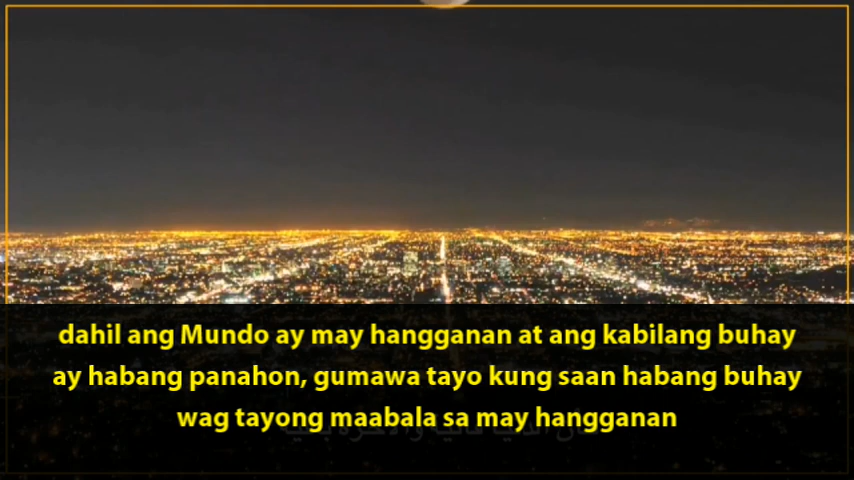 dahil ang Mundo ay may hangganan at ang kabilang buhay
ay habang panahon, gumawa tayo kung saan habang buhay
wag tayong maabala sa may hangganan